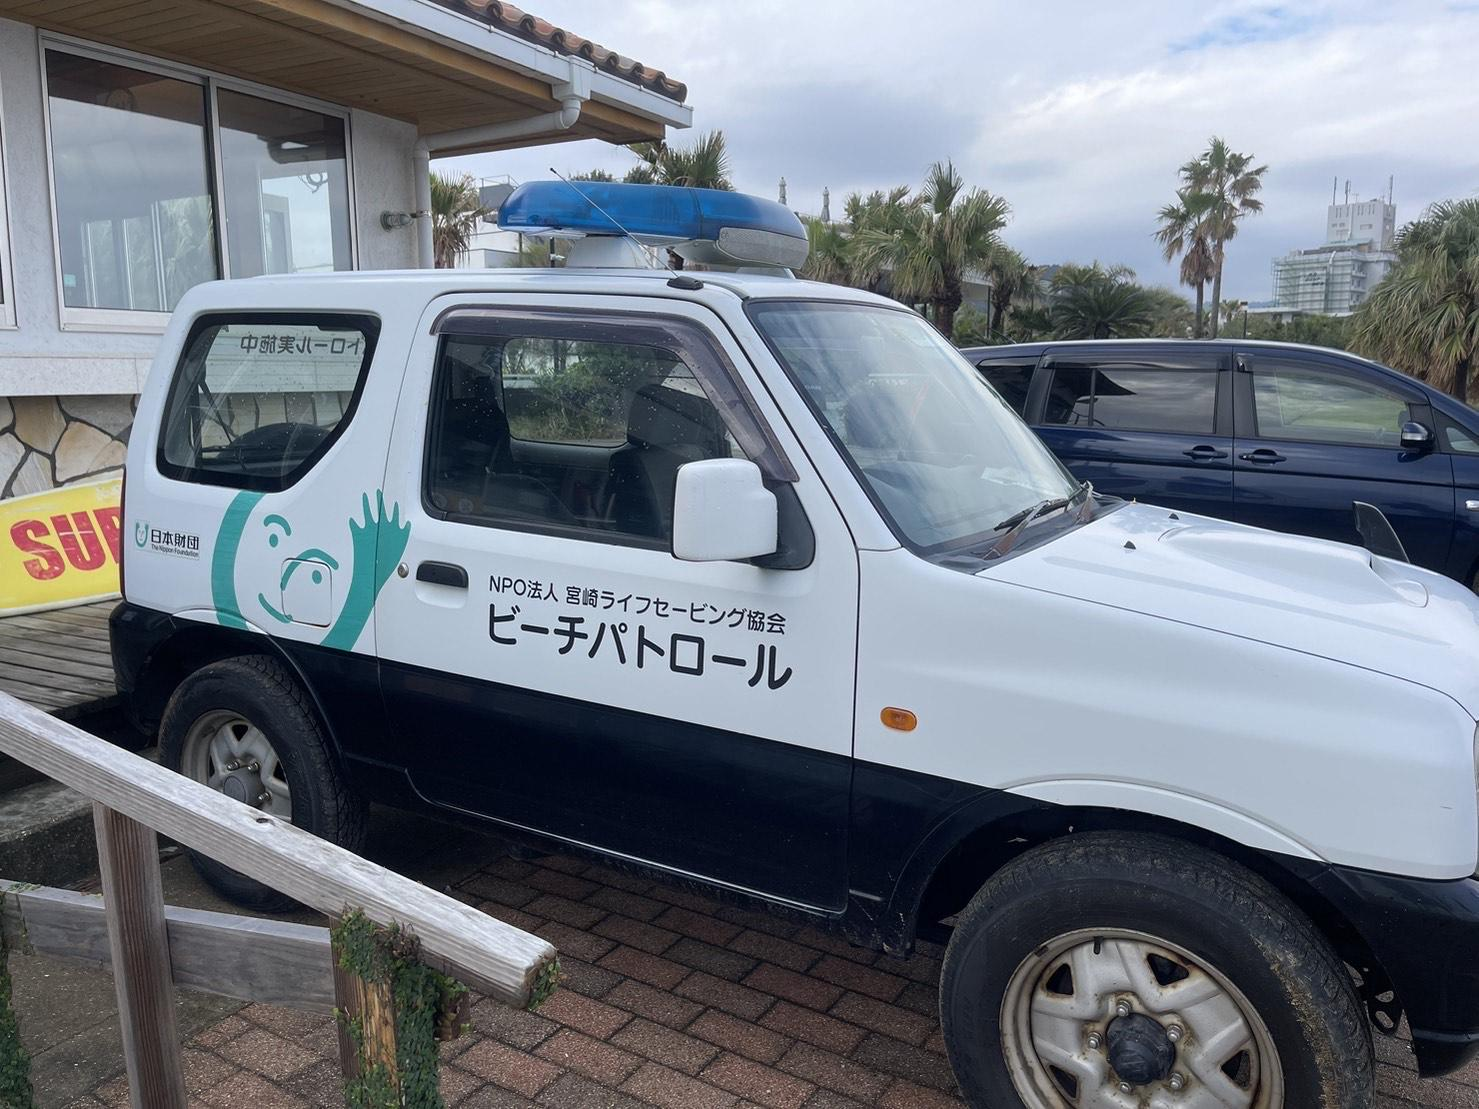 トロール実施中
日本財団
The Nippon Foundation
NPO法人 宮崎ライフセービング協会
ビーチパトロール
SUP